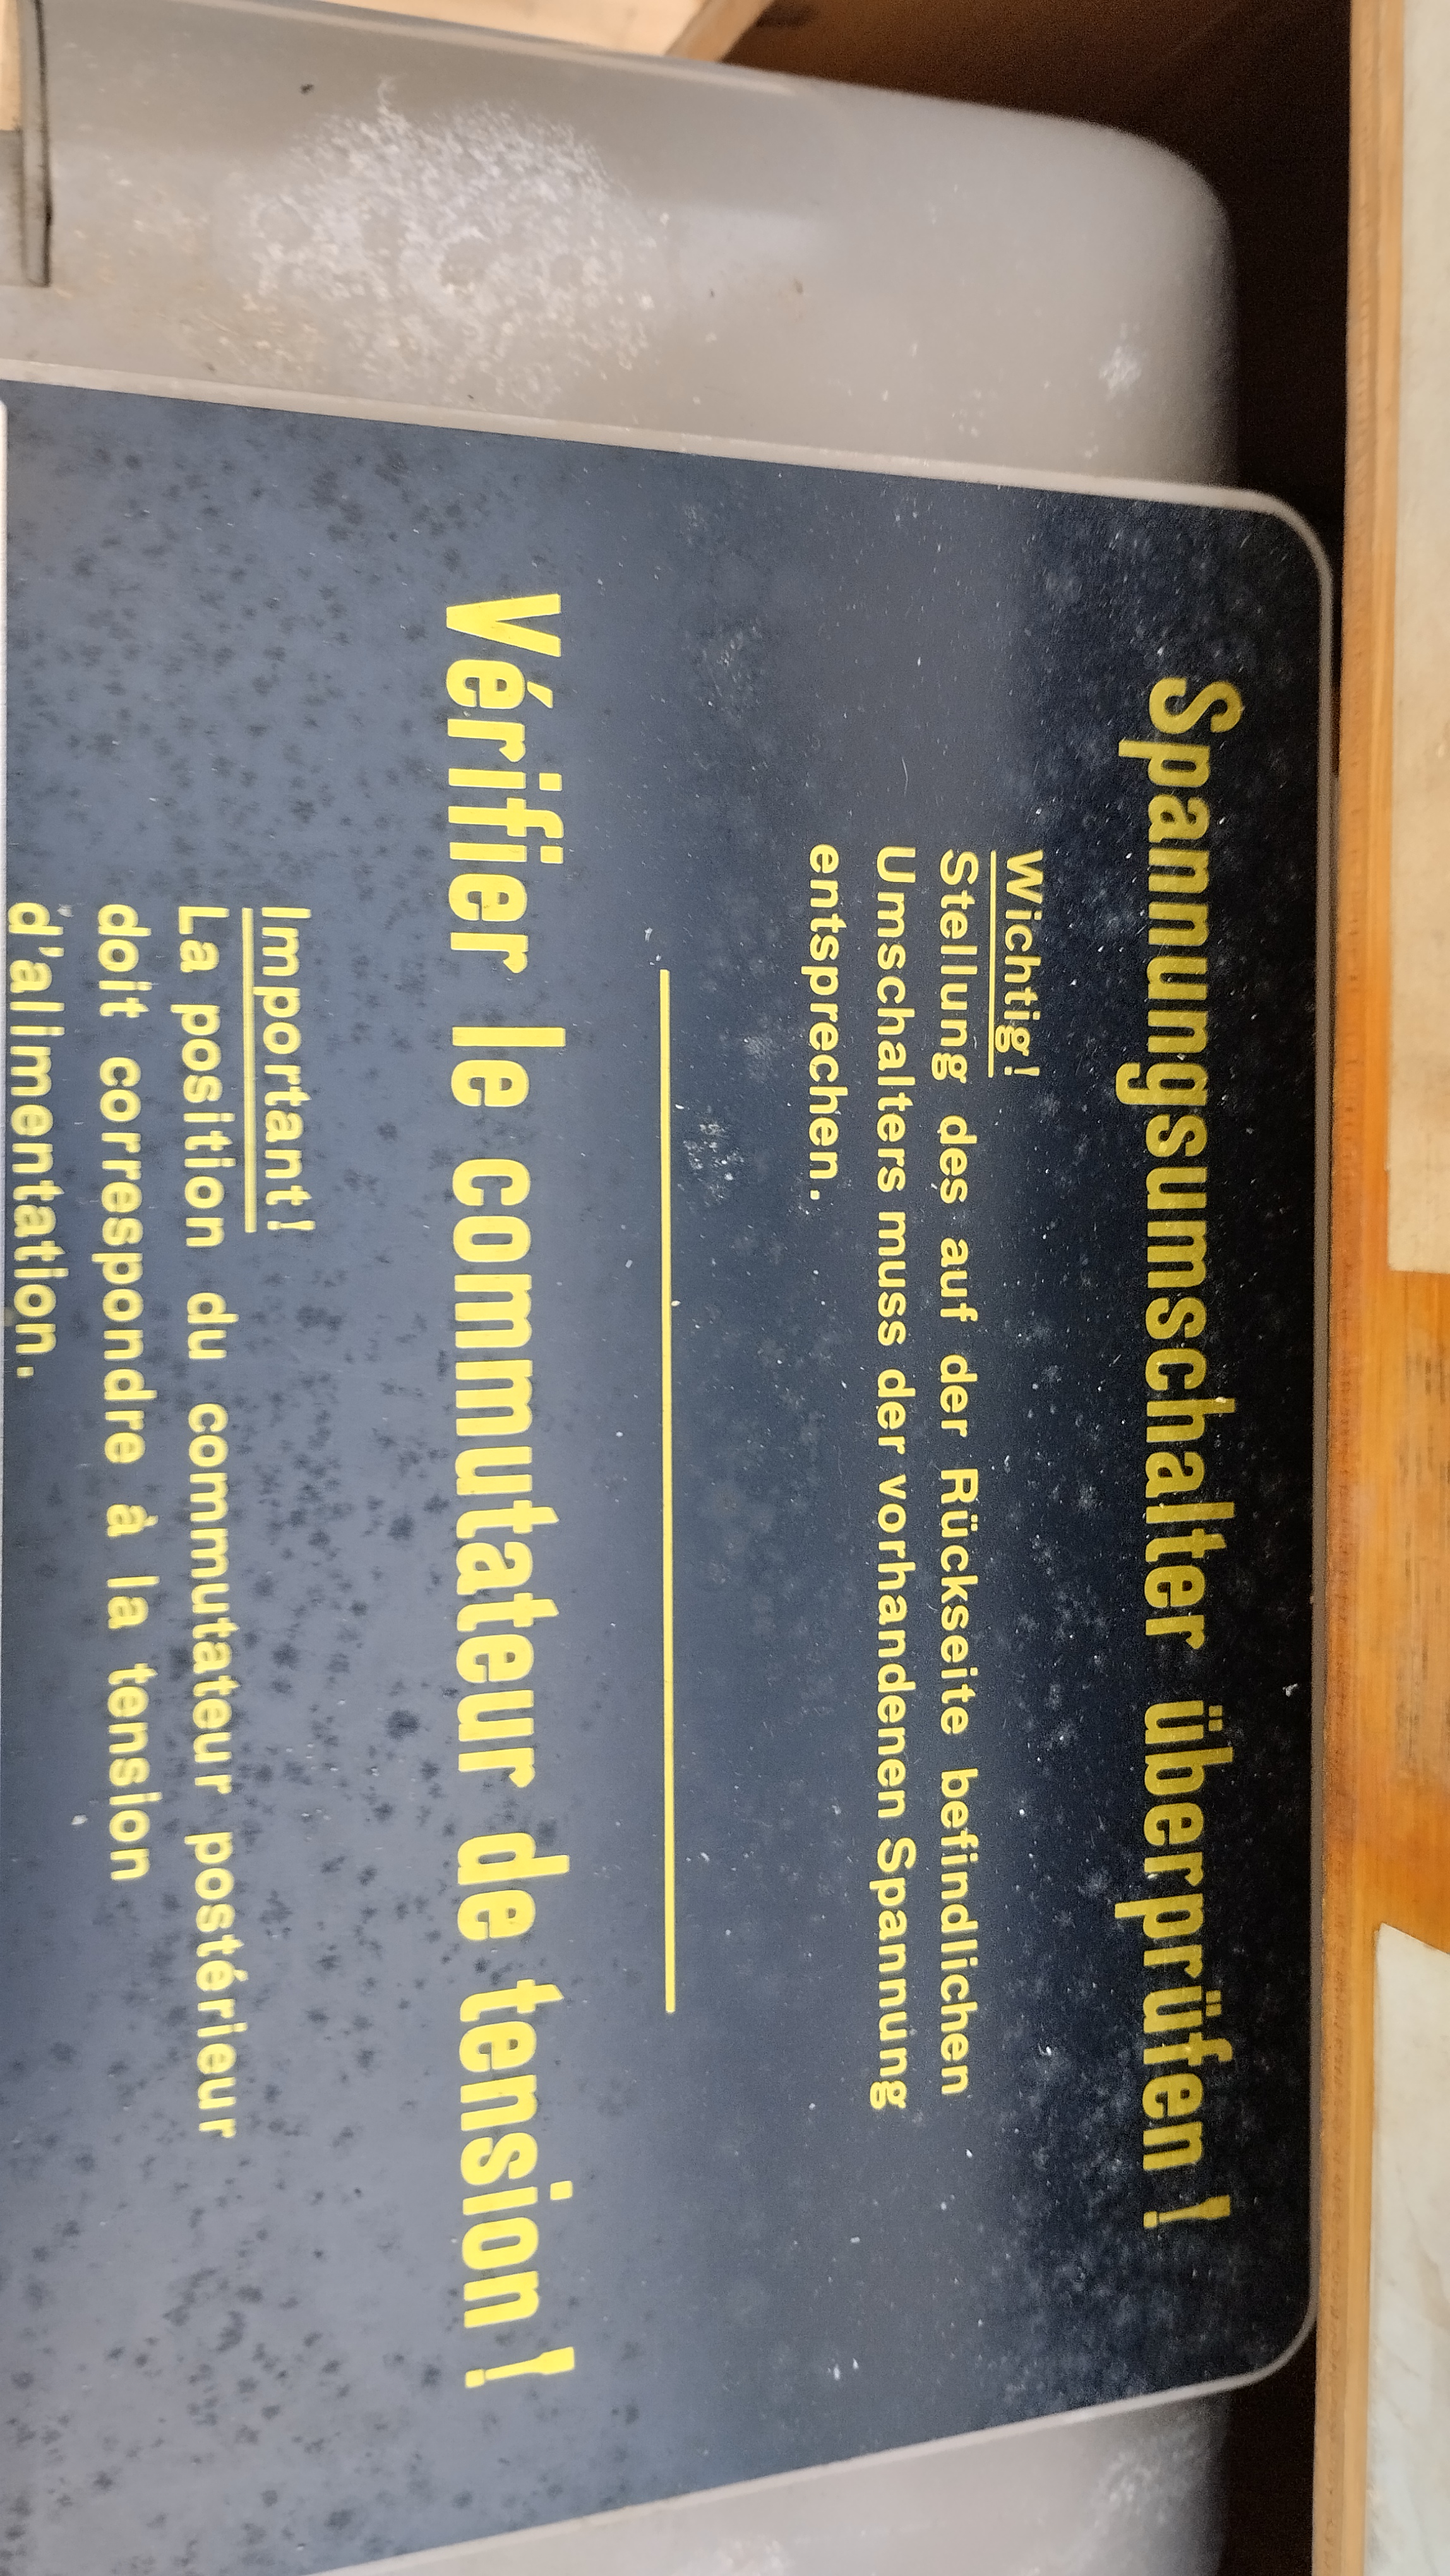 Spannungsumschalter überprüfen !
Wichtig!
Stellung des auf der Rückseite befindlichen
Umschalters muss der vorhandenen Spannung
entsprechen.
Vérifier le commutateur de tension !
Important!
La position du commutateur postérieur
doit correspondre à la tension
d'alimentation.